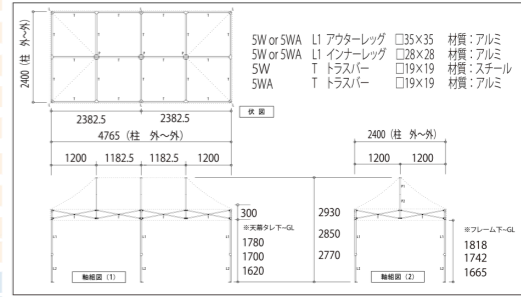 5W or 5WA L1 アウターレッグ □35×35 材質：アルミ
5W or 5WA L1 インナーレッグ □28×28 材質：アルミ
5W T トラスバー □19×19 材質：スチール
5WA T トラスバー □19×19 材質：アルミ
2400（柱 外～外）
2382.5 2382.5
伏 図
4765（柱 外～外）
1200 1182.5 1182.5 1200
2400（柱 外～外）
1200 1200
300
※天幕タレ下~GL
1780
1700
1620
2930
2850
2770
※フレーム下~GL
1818
1742
1665
軸組図（1）
軸組図（2）